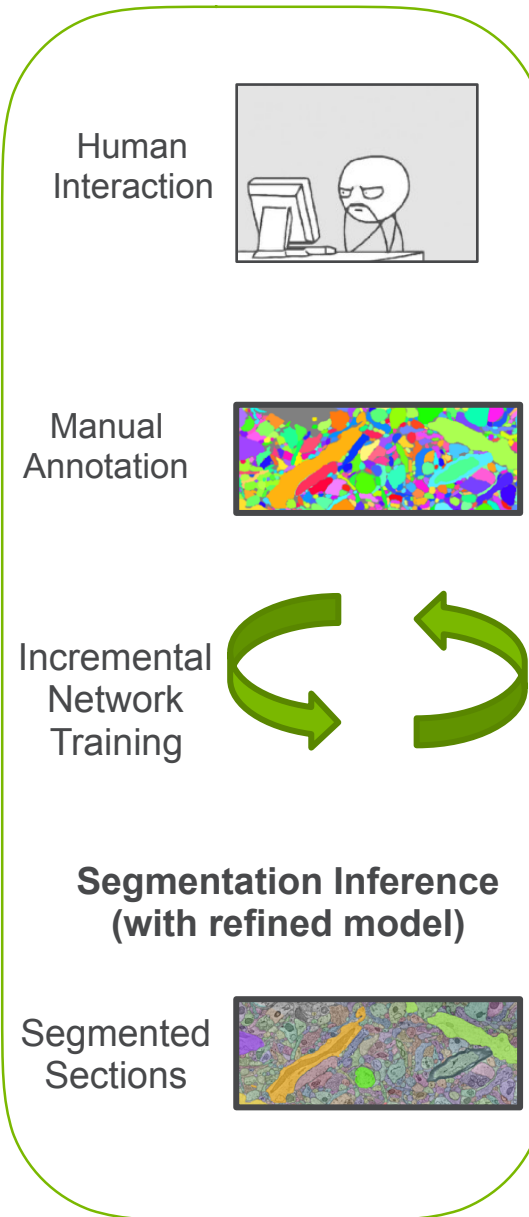 Human
Interaction
Manual
Annotation
Incremental
Network
Training
Segmentation Inference
(with refined model)
Segmented
Sections